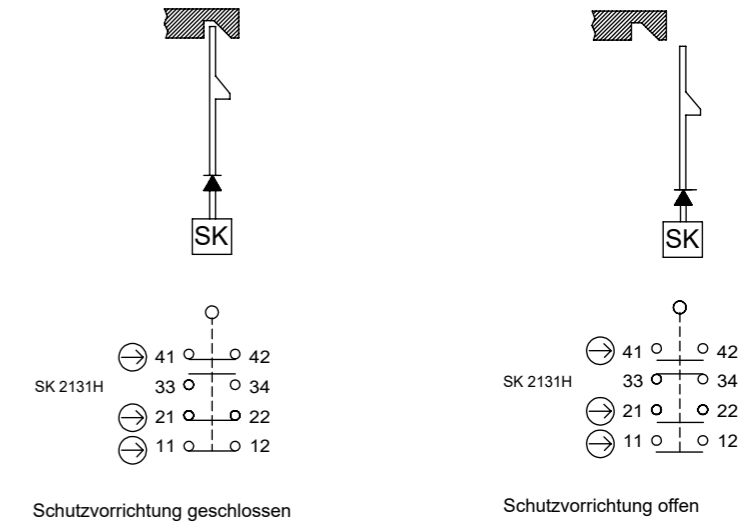 SK SK
41 42 41 42
SK 2131H 33 34 SK 2131H 33 34
21 22 21 22
11 12 11 12
Schutzvorrichtung geschlossen Schutzvorrichtung offen